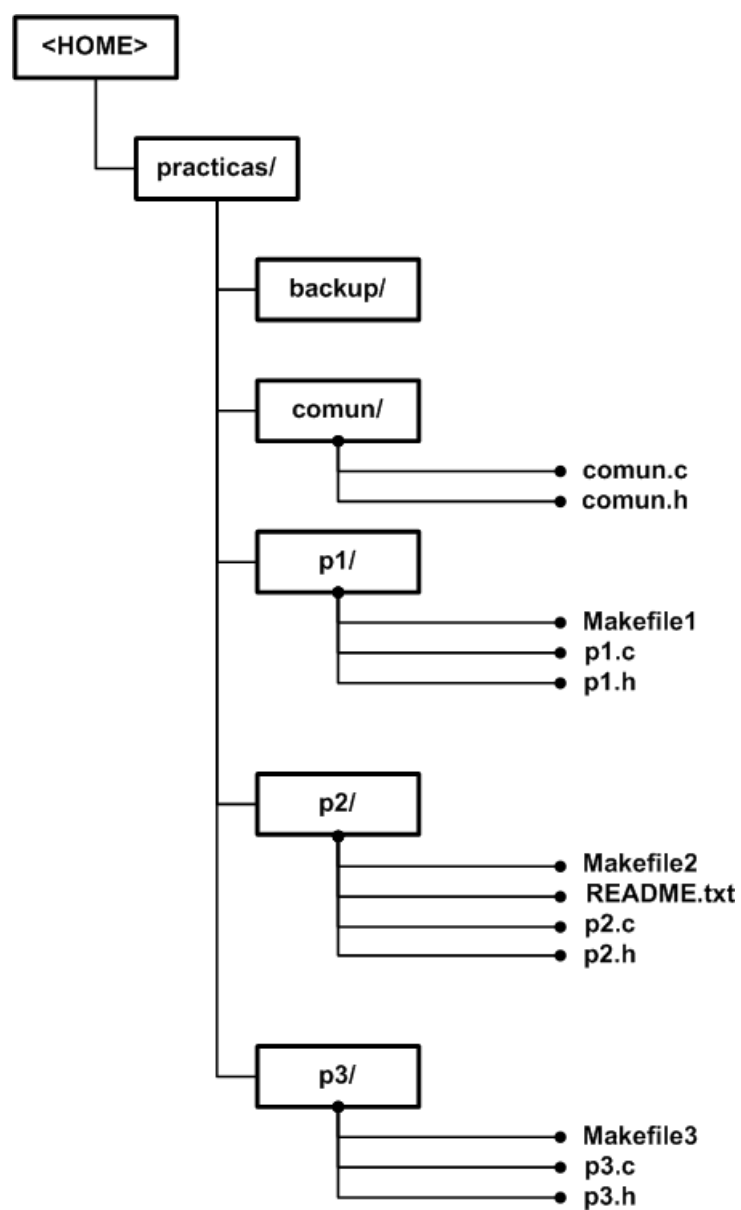 <HOME>
practicas/
backup/
comun/
comun.c
comun.h
p1/
Makefile1
p1.c
p1.h
p2/
Makefile2
README.txt
p2.c
p2.h
p3/
Makefile3
p3.c
p3.h